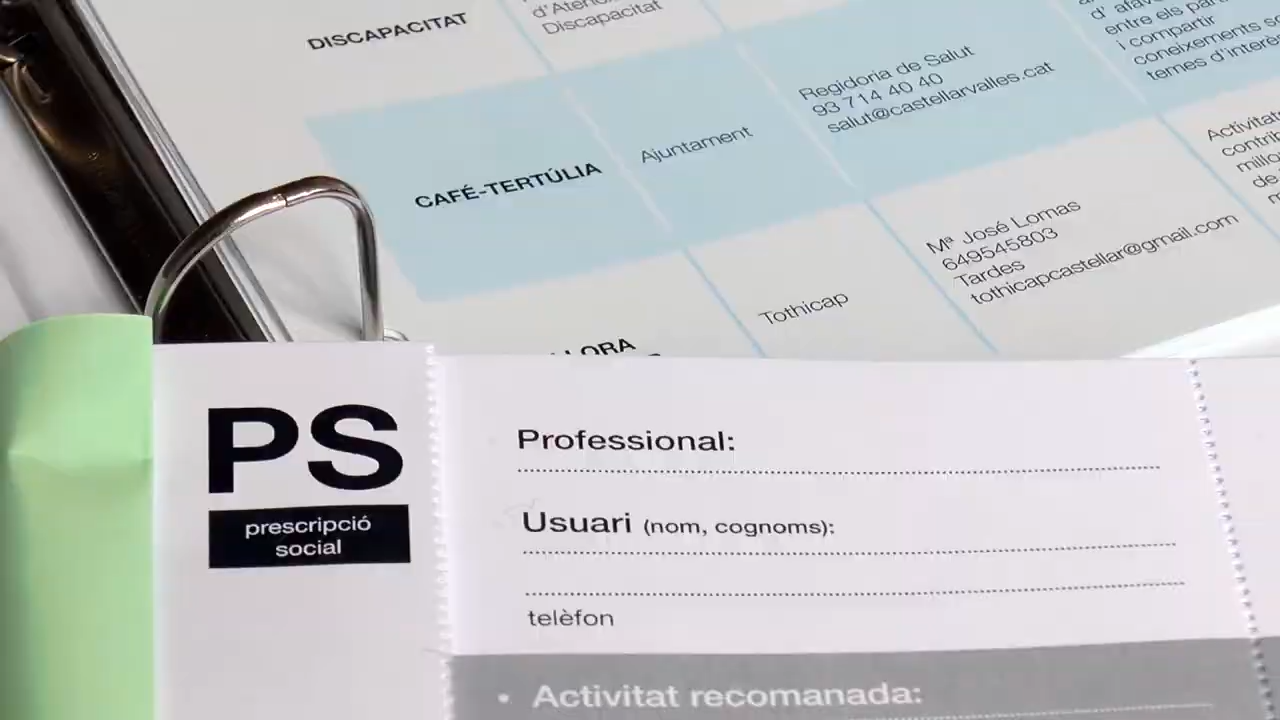 d'Atenció
Discapacitat
DISCAPACITAT
CAFÉ-TERTÚLIA
Ajuntament
Regidoria de Salut
93 714 40 40
salut@castellarvalles.cat
entre els
i compartir
coneixements
temes d'interès
Tothicap
Mª José Lomas
649545803
Tardes
tothicapcastellar@gmail.com
PS
prescripció
social
Professional:
Usuari (nom, cognoms):
telèfon
• Activitat recomanada: